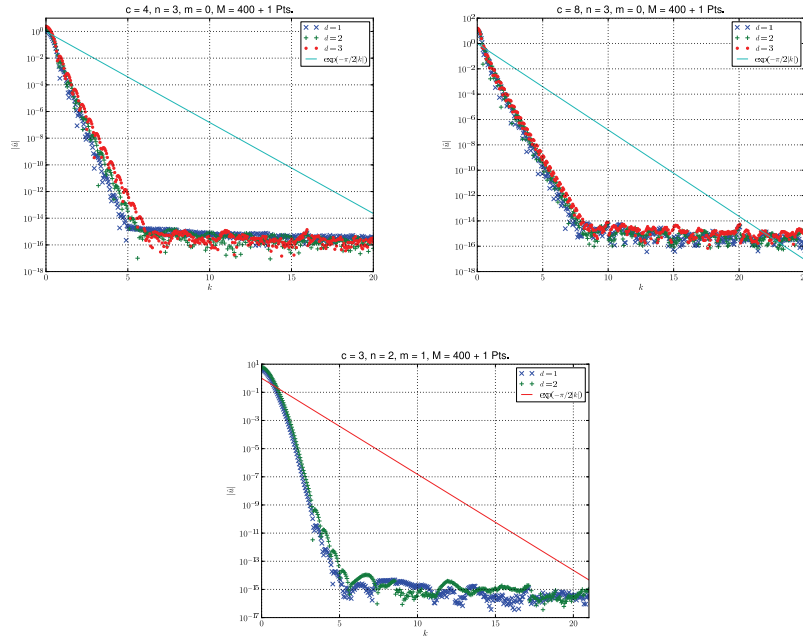 c = 4, n = 3, m = 0, M = 400 + 1 Pts.
10^0
10^-2
10^-4
10^-6
10^-8
10^-10
10^-12
10^-14
10^-16
10^-18
|û|
0 5 10 15 20
k
d = 1
d = 2
d = 3
exp(−π/2|k|)
c = 8, n = 3, m = 0, M = 400 + 1 Pts.
10^2
10^0
10^-2
10^-4
10^-6
10^-8
10^-10
10^-12
10^-14
10^-16
10^-18
|û|
0 5 10 15 20 25
k
d = 1
d = 2
d = 3
exp(−π/2|k|)
c = 3, n = 2, m = 1, M = 400 + 1 Pts.
10^1
10^-1
10^-3
10^-5
10^-7
10^-9
10^-11
10^-13
10^-15
10^-17
|û|
0 5 10 15 20
k
d = 1
d = 2
exp(−π/2|k|)